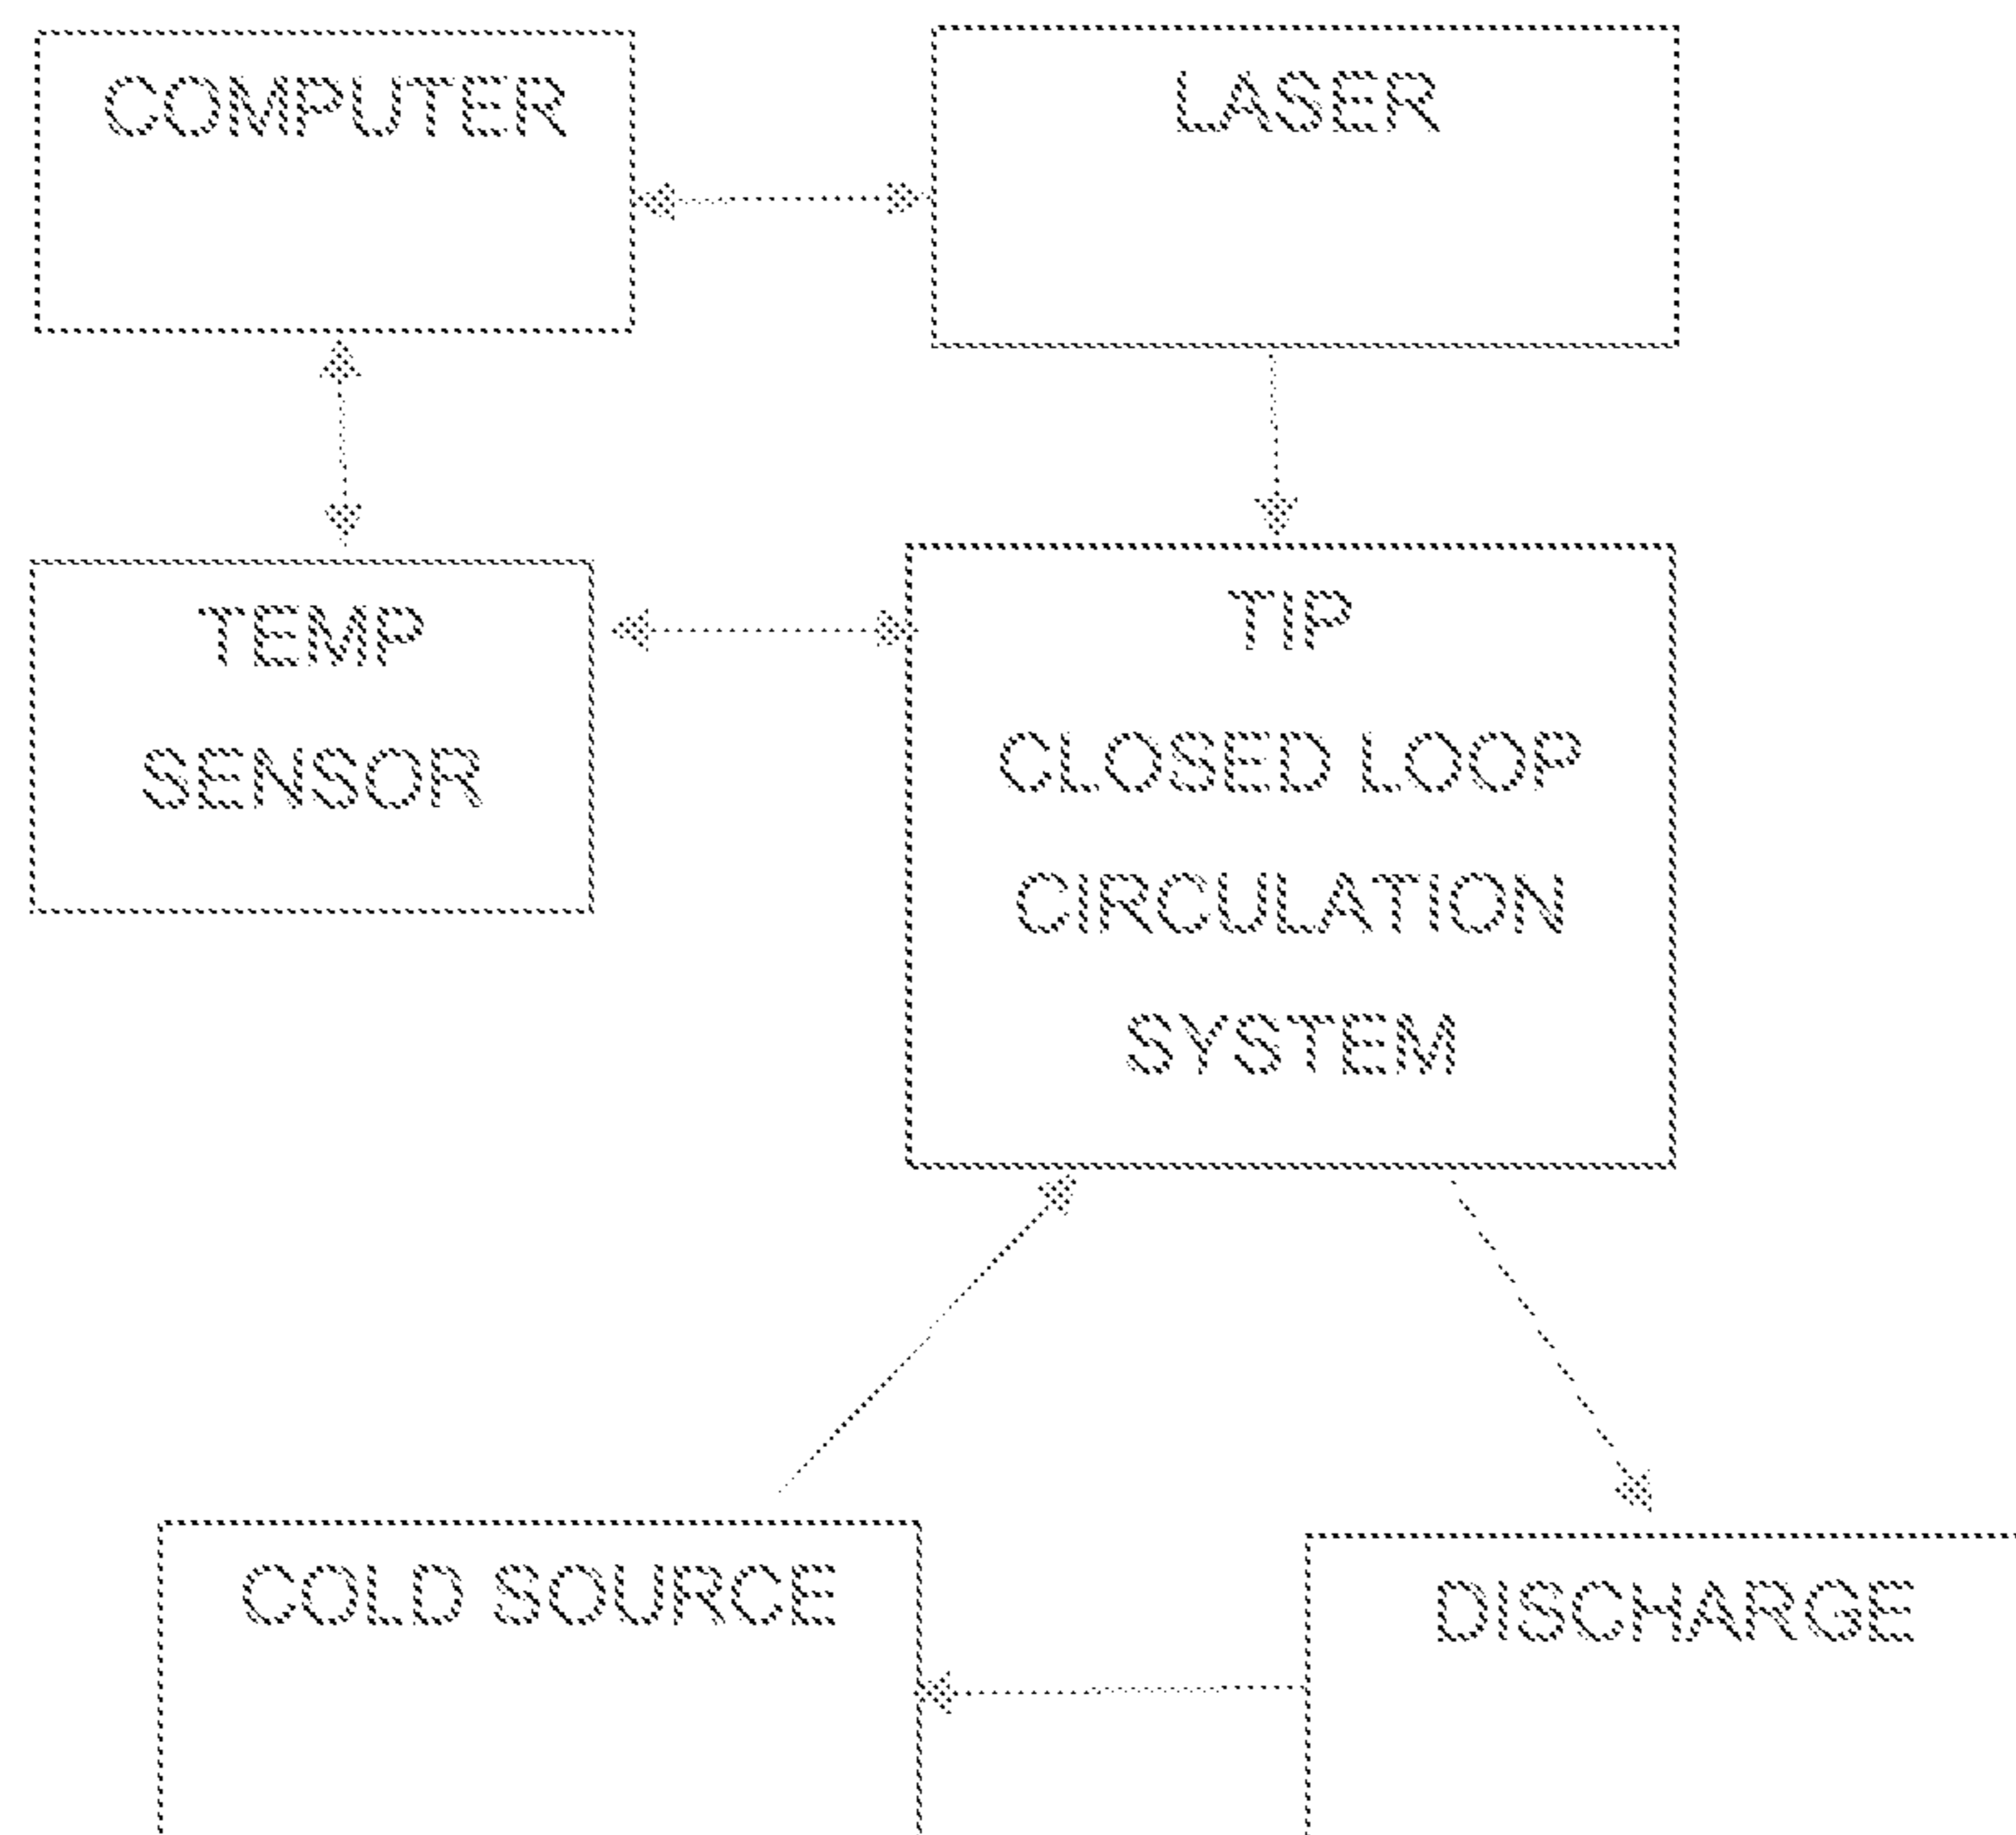 COMPUTER
LASER
TEMP
SENSOR
TIP
CLOSED LOOP
CIRCULATION
SYSTEM
COLD SOURCE
DISCHARGE